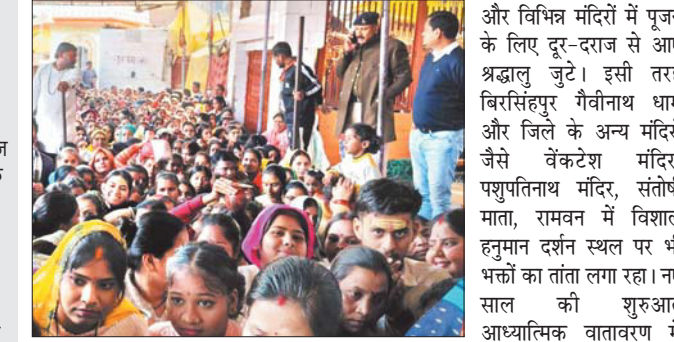 और विभिन्न मंदिरों में
के लिए दूर-दराज से
श्रद्धालु जुटे। इसी
बिरसिंहपुर गैवीनाथ
और जिले के अन्य
जैसे वेंकटेश
पशुपतिनाथ मंदिर,
माता, रामवन में
हनुमान दर्शन स्थल पर
भक्तों का तांता लगा रहा।
साल की
आध्यात्मिक वातावरण